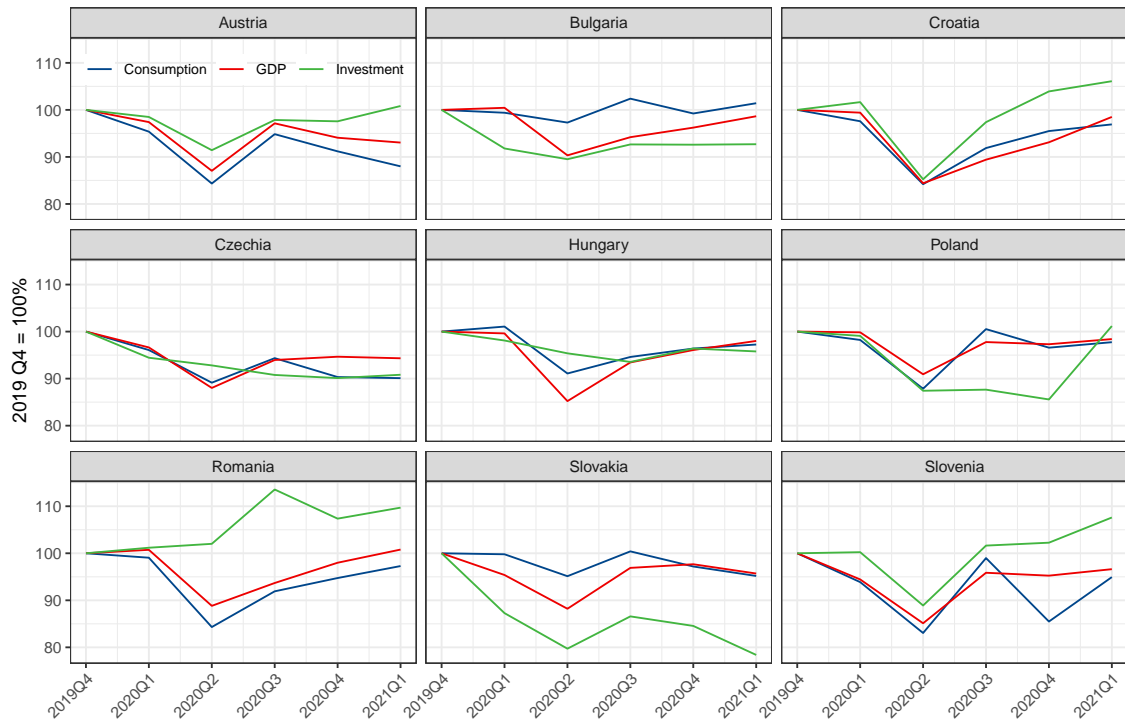 Austria
Bulgaria
Croatia
110
100
90
80
Consumption
GDP
Investment
Czechia
Hungary
Poland
110
100
90
80
2019 Q4 = 100%
Romania
Slovakia
Slovenia
110
100
90
80
2019Q4
2020Q1
2020Q2
2020Q3
2020Q4
2021Q1
2019Q4
2020Q1
2020Q2
2020Q3
2020Q4
2021Q1
2019Q4
2020Q1
2020Q2
2020Q3
2020Q4
2021Q1